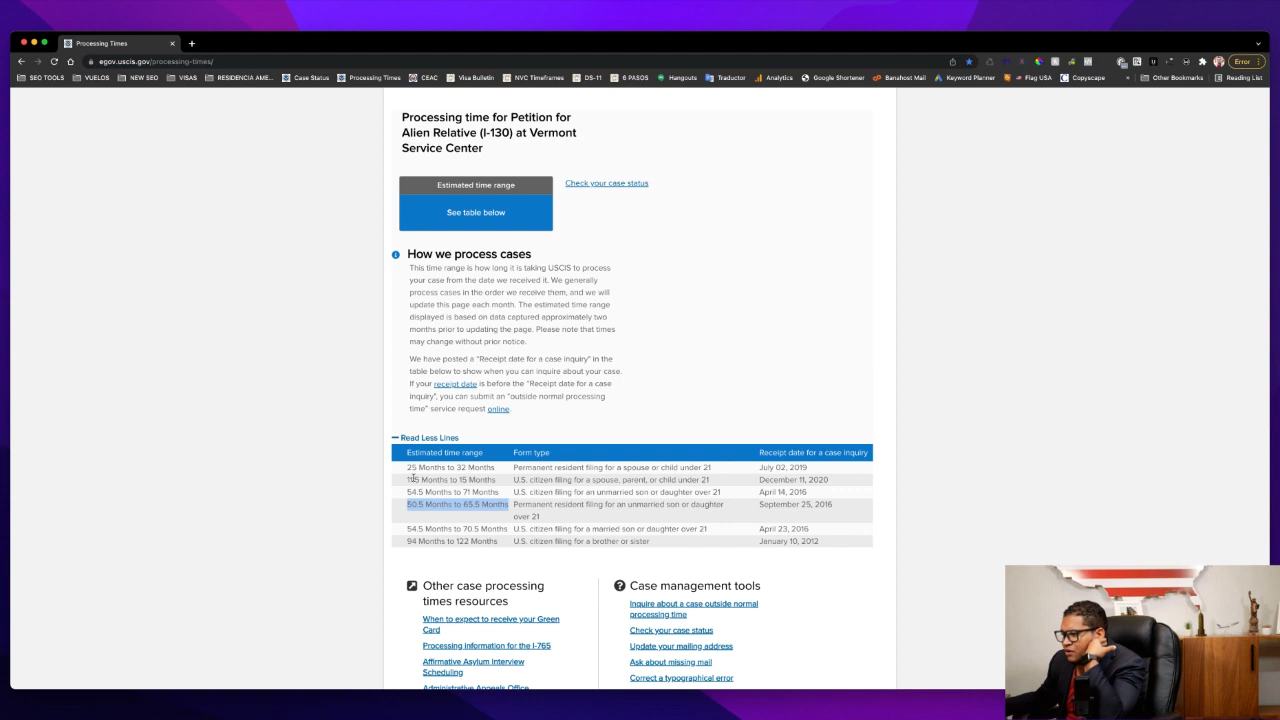 Processing Times
egov.uscis.gov/processing-times/
Error
SEO TOOLS VUELOS NEW SEO VISAS RESIDENCIA AME... Case Status Processing Times CEAC Visa Bulletin NYC Timeframes DS-11 6 PASOS Hangouts Traductor Analytics Google Shortener Banahost Mail Keyword Planner Flag USA Copyscape » Other Bookmarks Reading List
Processing time for Petition for
Alien Relative (I-130) at Vermont
Service Center
Estimated time range
Check your case status
See table below
How we process cases
This time range is how long it is taking USCIS to process
your case from the date we received it. We generally
process cases in the order we receive them, and we will
update this page each month. The estimated time range
displayed is based on data captured approximately two
months prior to updating the page. Please note that times
may change without prior notice.
We have posted a "Receipt date for a case inquiry" in the
table below to show when you can inquire about your case.
If your receipt date is before the "Receipt date for a case
inquiry", you can submit an "outside normal processing
time" service request online.
Read Less Lines
Estimated time range Form type Receipt date for a case inquiry
25 Months to 32 Months Permanent resident filing for a spouse or child under 21 July 02, 2019
Months to 15 Months U.S. citizen filing for a spouse, parent, or child under 21 December 11, 2020
54.5 Months to 71 Months U.S. citizen filing for an unmarried son or daughter over 21 April 14, 2016
50.5 Months to 65.5 Months Permanent resident filing for an unmarried son or daughter September 25, 2016
over 21
54.5 Months to 70.5 Months U.S. citizen filing for a married son or daughter over 21 April 23, 2016
94 Months to 122 Months U.S. citizen filing for a brother or sister January 10, 2012
Other case processing
times resources
When to expect to receive your Green
Card
Processing information for the I-765
Affirmative Asylum Interview
Scheduling
Administrative Appeals Office
Case management tools
Inquire about a case outside normal
processing time
Check your case status
Update your mailing address
Ask about missing mail
Correct a typographical error